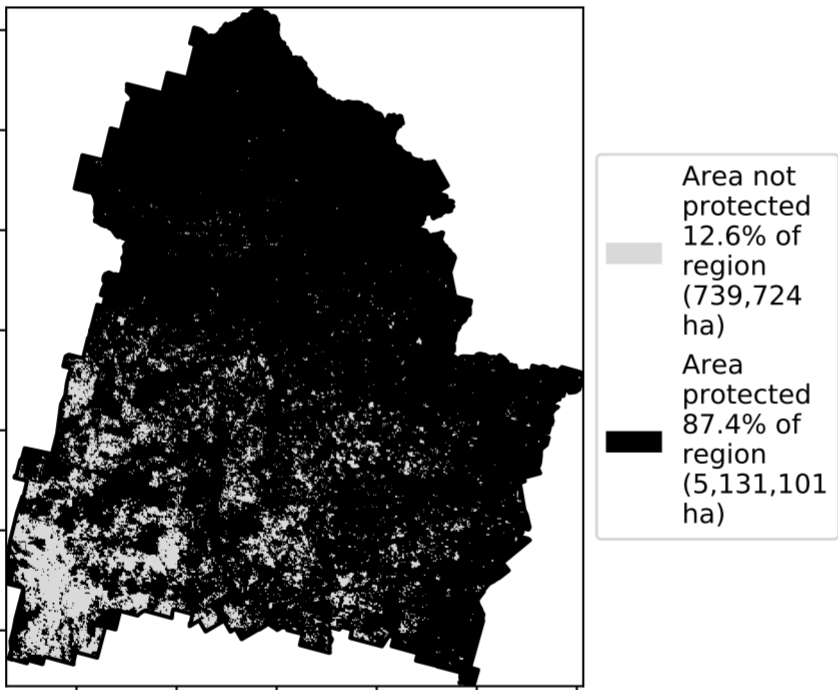 Area not
protected
12.6% of
region
(739,724
ha)
Area
protected
87.4% of
region
(5,131,101
ha)